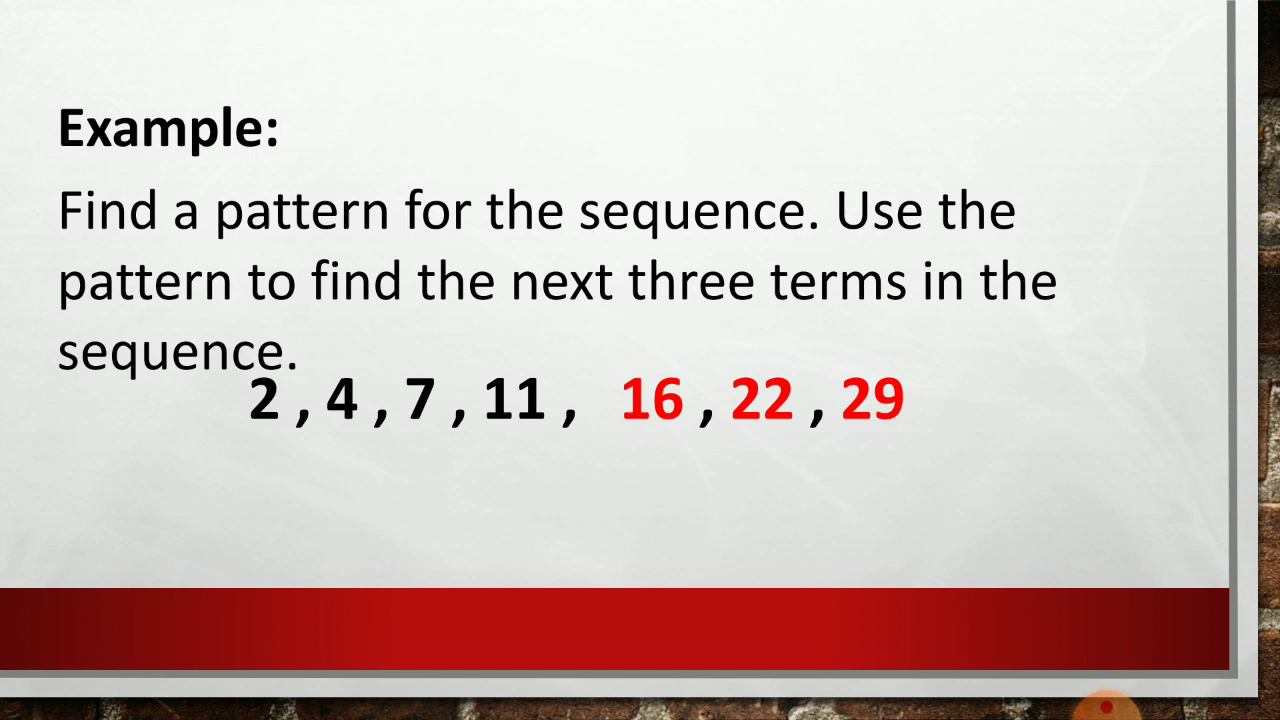 Example:
Find a pattern for the sequence. Use the
pattern to find the next three terms in the
sequence.
2 , 4 , 7 , 11 , 16 , 22 , 29